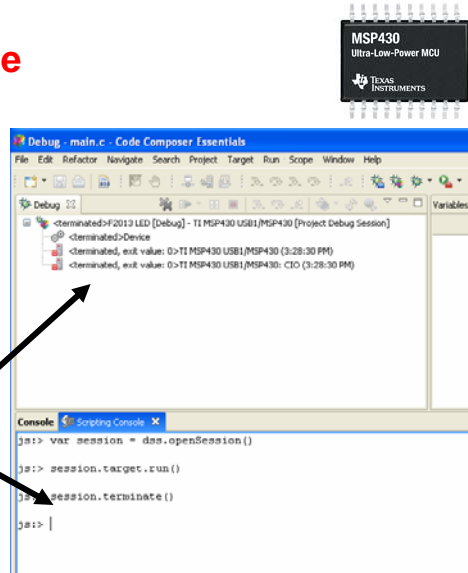 e
MSP430
Ultra-Low-Power MCU
TEXAS
INSTRUMENTS
Debug - main.c - Code Composer Essentials
File Edit Refactor Navigate Search Project Target Run Scope Window Help
Debug
Variables
<terminated>F2013 LED [Debug] - TI MSP430 USB1/MSP430 [Project Debug Session]
<terminated>Device
<terminated, exit value: 0>TI MSP430 USB1/MSP430 (3:28:30 PM)
<terminated, exit value: 0>TI MSP430 USB1/MSP430: CIO (3:28:30 PM)
Console Scripting Console
js:> var session = dss.openSession()
js:> session.target.run()
js:> session.terminate()
js:>